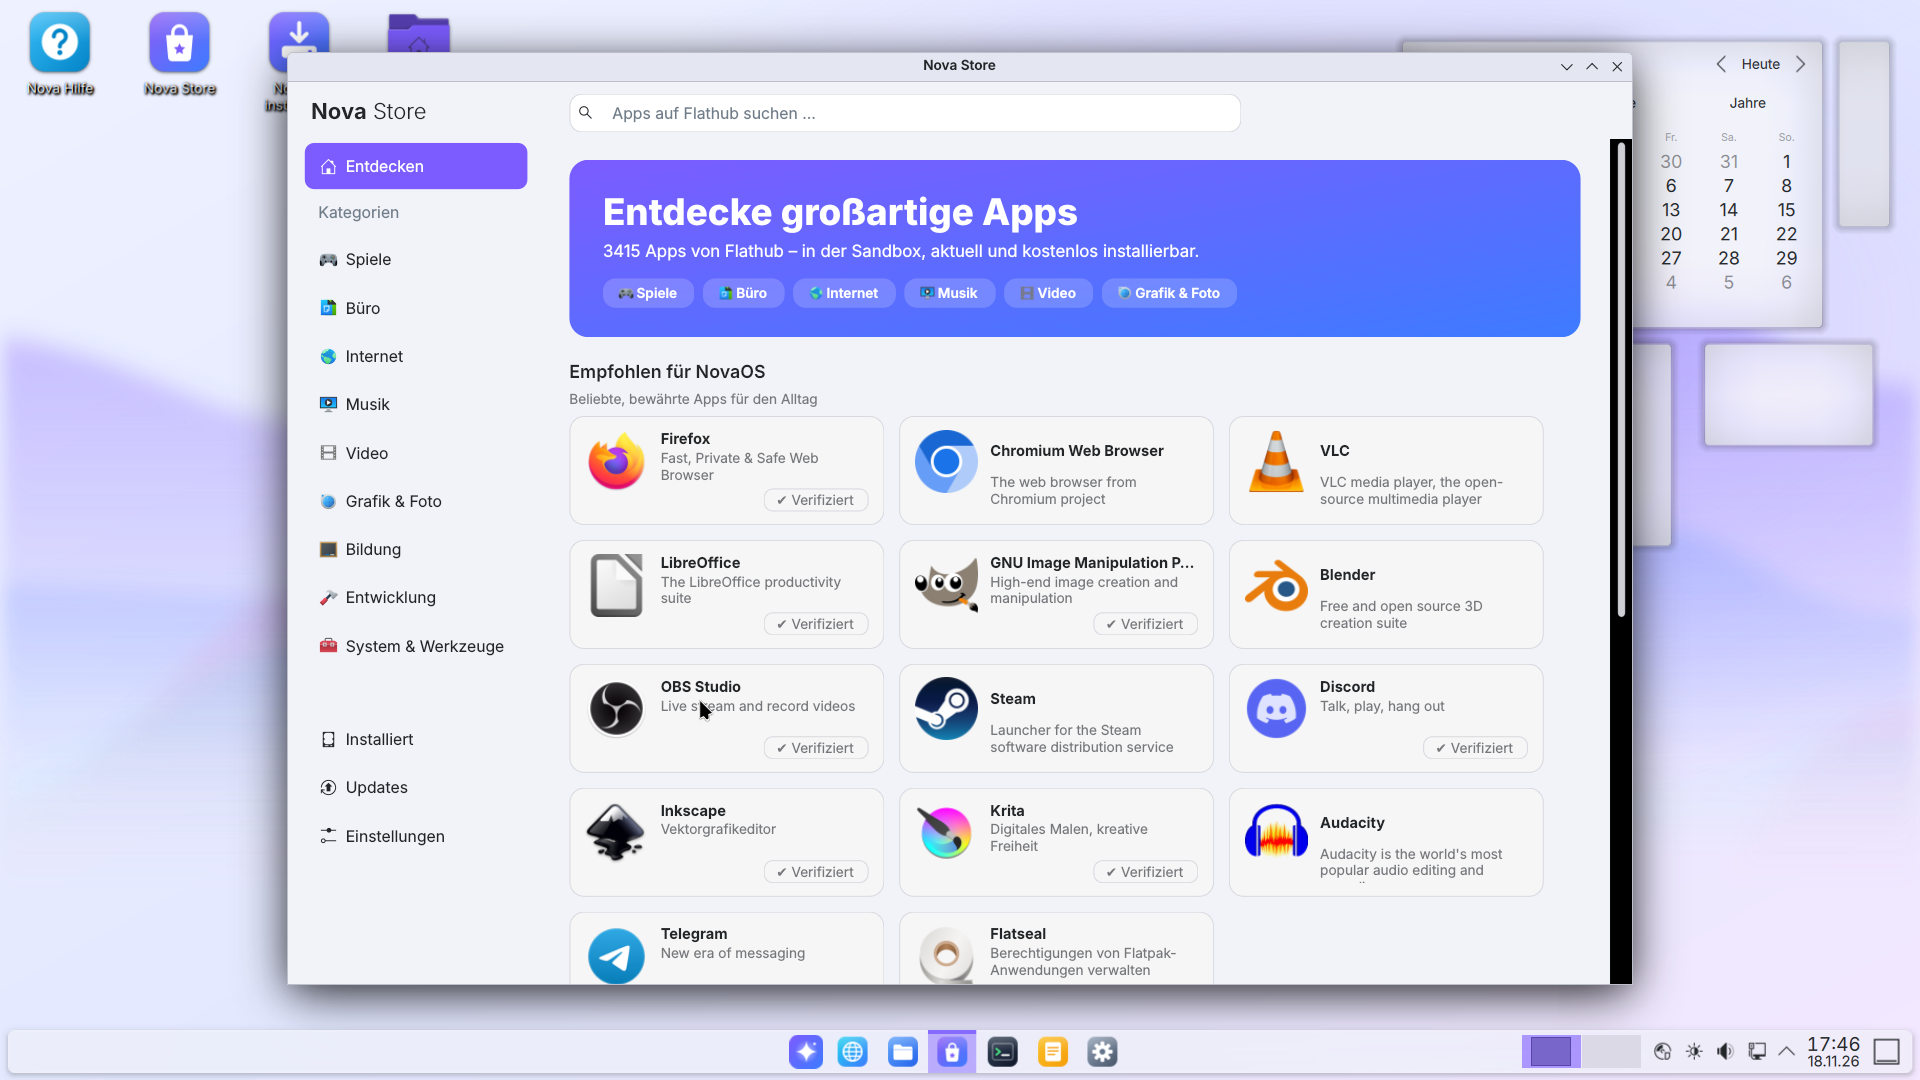 Nova Hilfe
Nova Store
Nova Store
Heute
Jahre
Fr. Sa. So.
30 31 1
6 7 8
13 14 15
20 21 22
27 28 29
4 5 6
Nova Store
Apps auf Flathub suchen ...
Entdecken
Kategorien
Spiele
Büro
Internet
Musik
Video
Grafik & Foto
Bildung
Entwicklung
System & Werkzeuge
Installiert
Updates
Einstellungen
Entdecke großartige Apps
3415 Apps von Flathub – in der Sandbox, aktuell und kostenlos installierbar.
Spiele Büro Internet Musik Video Grafik & Foto
Empfohlen für NovaOS
Beliebte, bewährte Apps für den Alltag
Firefox
Fast, Private & Safe Web
Browser
✔ Verifiziert
Chromium Web Browser
The web browser from
Chromium project
VLC
VLC media player, the open-
source multimedia player
LibreOffice
The LibreOffice productivity
suite
✔ Verifiziert
GNU Image Manipulation P...
High-end image creation and
manipulation
✔ Verifiziert
Blender
Free and open source 3D
creation suite
OBS Studio
Live stream and record videos
✔ Verifiziert
Steam
Launcher for the Steam
software distribution service
Discord
Talk, play, hang out
✔ Verifiziert
Inkscape
Vektorgrafikeditor
✔ Verifiziert
Krita
Digitales Malen, kreative
Freiheit
✔ Verifiziert
Audacity
Audacity is the world's most
popular audio editing and
Telegram
New era of messaging
Flatseal
Berechtigungen von Flatpak-
Anwendungen verwalten
17:46
18.11.26